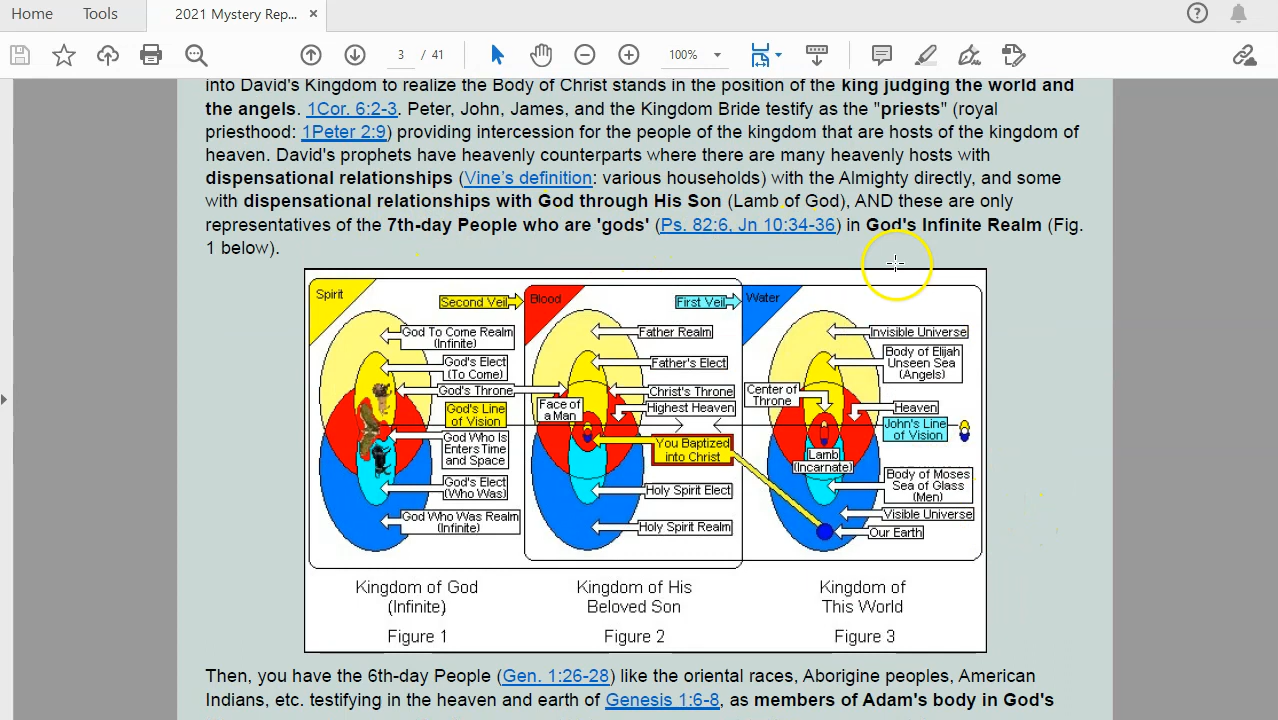 Home Tools 2021 Mystery Rep... ×
3 / 41 100%
into David's Kingdom to realize the Body of Christ stands in the position of the king judging the world and
the angels. 1Cor. 6:2-3. Peter, John, James, and the Kingdom Bride testify as the "priests" (royal
priesthood: 1Peter 2:9) providing intercession for the people of the kingdom that are hosts of the kingdom of
heaven. David's prophets have heavenly counterparts where there are many heavenly hosts with
dispensational relationships (Vine's definition: various households) with the Almighty directly, and some
with dispensational relationships with God through His Son (Lamb of God), AND these are only
representatives of the 7th-day People who are 'gods' (Ps. 82:6, Jn 10:34-36) in God's Infinite Realm (Fig.
1 below).
Spirit
Second Veil
God To Come Realm
(Infinite)
God's Elect
(To Come)
God's Throne
God's Line
of Vision
God Who Is
Enters Time
and Space
God's Elect
(Who Was)
God Who Was Realm
(Infinite)
Kingdom of God
(Infinite)
Figure 1
Blood
First Veil
Father Realm
Father's Elect
Christ's Throne
Face of
a Man
Highest Heaven
You Baptized
into Christ
Holy Spirit Elect
Holy Spirit Realm
Kingdom of His
Beloved Son
Figure 2
Water
Invisible Universe
Body of Elijah
Unseen Sea
(Angels)
Center of
Throne
Heaven
John's Line
of Vision
Lamb
(Incarnate)
Body of Moses
Sea of Glass
(Men)
Visible Universe
Our Earth
Kingdom of
This World
Figure 3
Then, you have the 6th-day People (Gen. 1:26-28) like the oriental races, Aborigine peoples, American
Indians, etc. testifying in the heaven and earth of Genesis 1:6-8, as members of Adam's body in God's